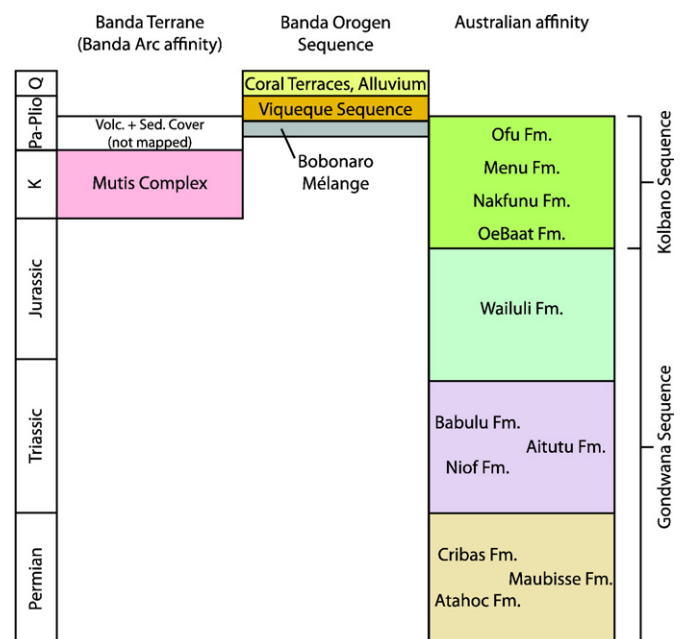 Banda Terrane
(Banda Arc affinity)
Banda Orogen
Sequence
Australian affinity
Q
Pa-Plio
K
Jurassic
Triassic
Permian
Volc. + Sed. Cover
(not mapped)
Mutis Complex
Coral Terraces, Alluvium
Viqueque Sequence
Bobonaro
Mélange
Ofu Fm.
Menu Fm.
Nakfunu Fm.
OeBaat Fm.
Wailuli Fm.
Babulu Fm.
Aitutu Fm.
Niof Fm.
Cribas Fm.
Maubisse Fm.
Atahoc Fm.
Kolbano Sequence
Gondwana Sequence